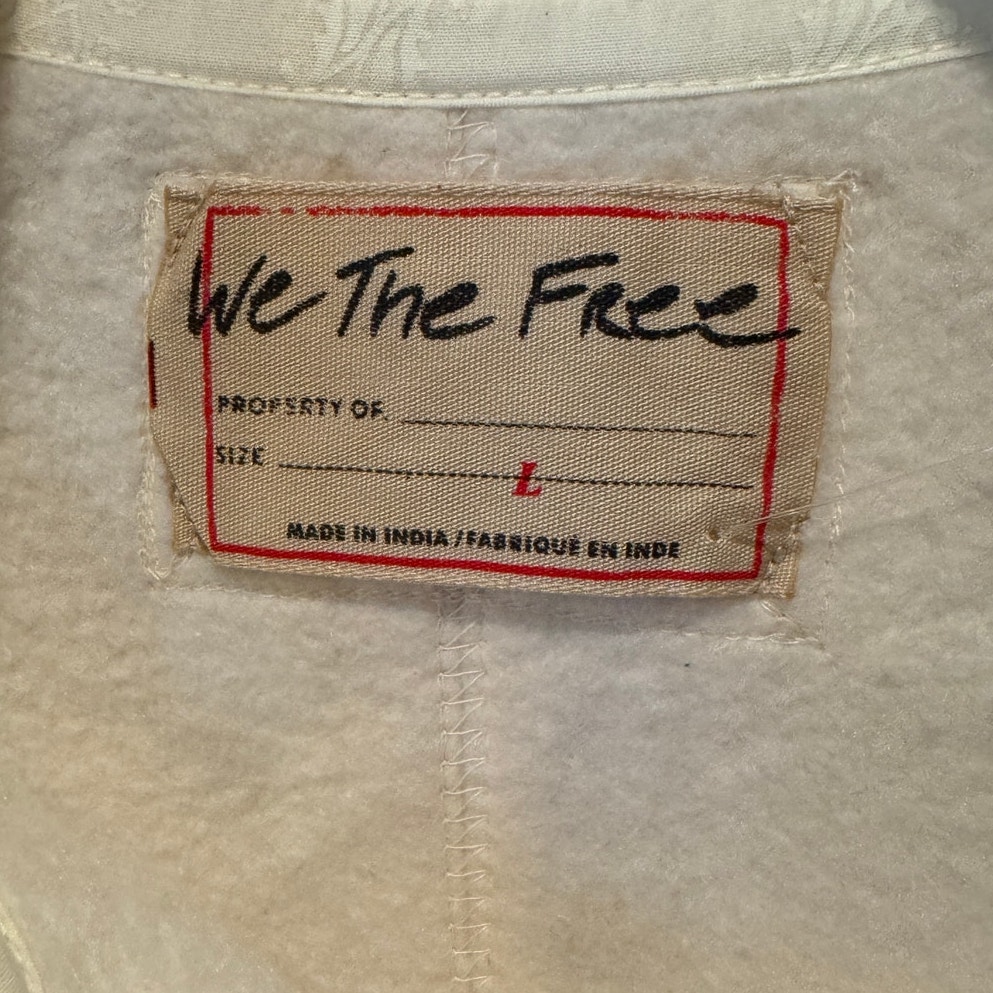 We The Free
PROPERTY OF.
SIZE L
MADE IN INDIA / FABRIQUÉ EN INDE